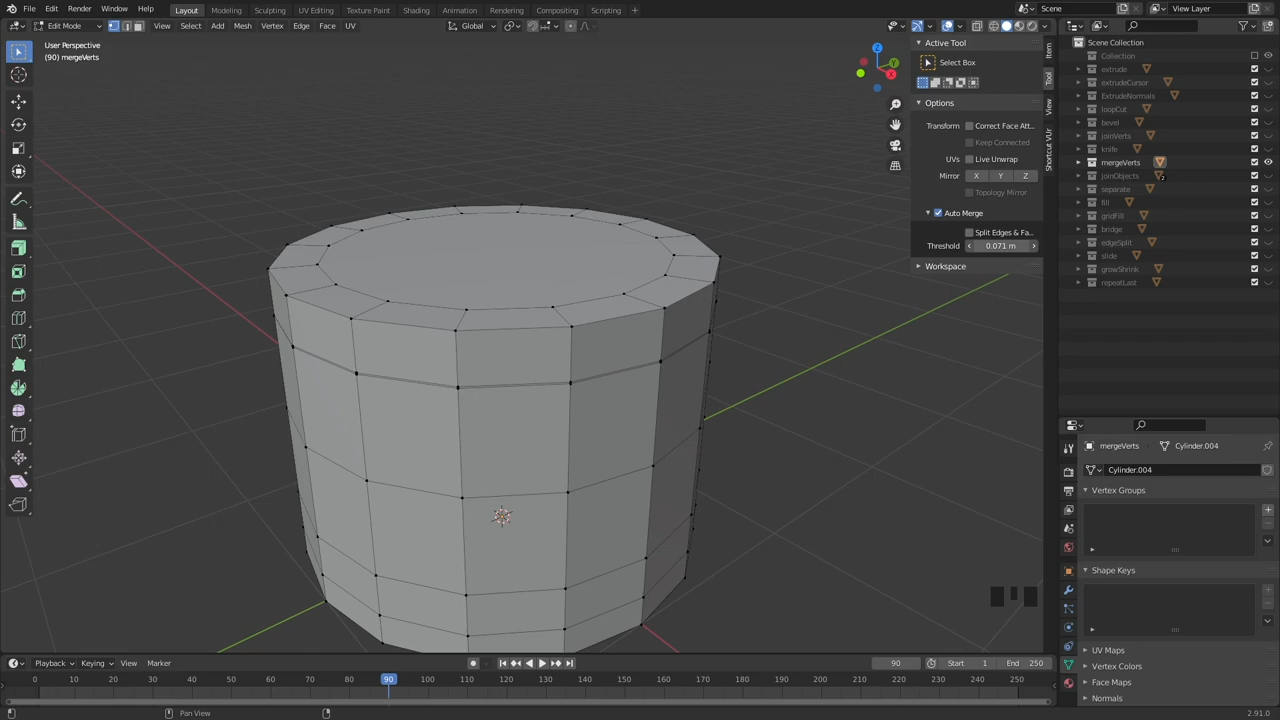 File Edit Render Window Help
Layout Modeling Sculpting UV Editing Texture Paint Shading Animation Rendering Compositing Scripting +
Scene
View Layer
Edit Mode View Select Add Mesh Vertex Edge Face UV
Global
User Perspective
(90) mergeVerts
Z
Y
X
Active Tool
Select Box
Options
Transform Correct Face Att..
Keep Connected
UVs Live Unwrap
Mirror X Y Z
Topology Mirror
Auto Merge
Split Edges & Fa...
Threshold 0.071 m
Workspace
Item
Tool
View
Shortcut VUr
Scene Collection
Collection
extrude
extrudeCursor
ExtrudeNormals
loopCut
bevel
joinVerts
knife
mergeVerts
joinObjects 2
separate
fill
gridFill
bridge
edgeSplit
slide
growShrink
repeatLast
mergeVerts Cylinder.004
Cylinder.004
Vertex Groups
Shape Keys
UV Maps
Vertex Colors
Face Maps
Normals
Playback Keying View Marker
90 Start 1 End 250
0 10 20 30 40 50 60 70 80 90 100 110 120 130 140 150 160 170 180 190 200 210 220 230 240 250
Pan View
2.91.0